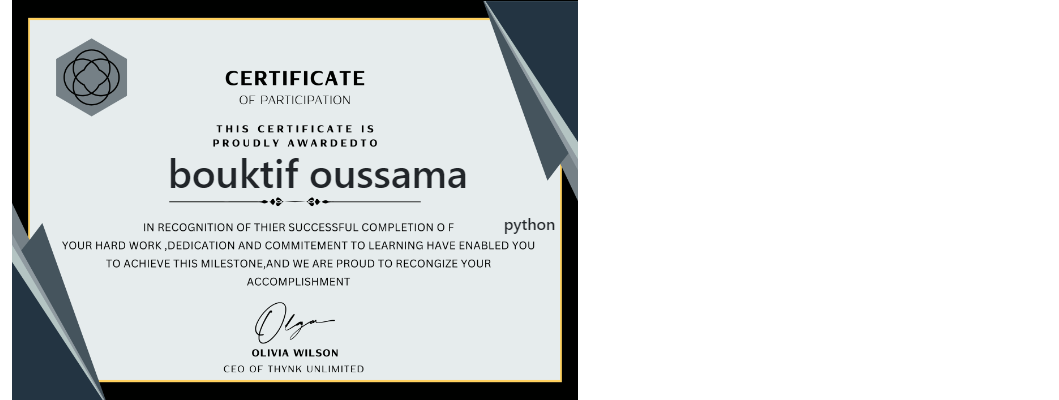 CERTIFICATE
OF PARTICIPATION
THIS CERTIFICATE IS
PROUDLY AWARDEDTO
bouktif oussama
IN RECOGNITION OF THIER SUCCESSFUL COMPLETION O F python
YOUR HARD WORK ,DEDICATION AND COMMITEMENT TO LEARNING HAVE ENABLED YOU
TO ACHIEVE THIS MILESTONE,AND WE ARE PROUD TO RECONGIZE YOUR
ACCOMPLISHMENT
Olga
OLIVIA WILSON
CEO OF THYNK UNLIMITED